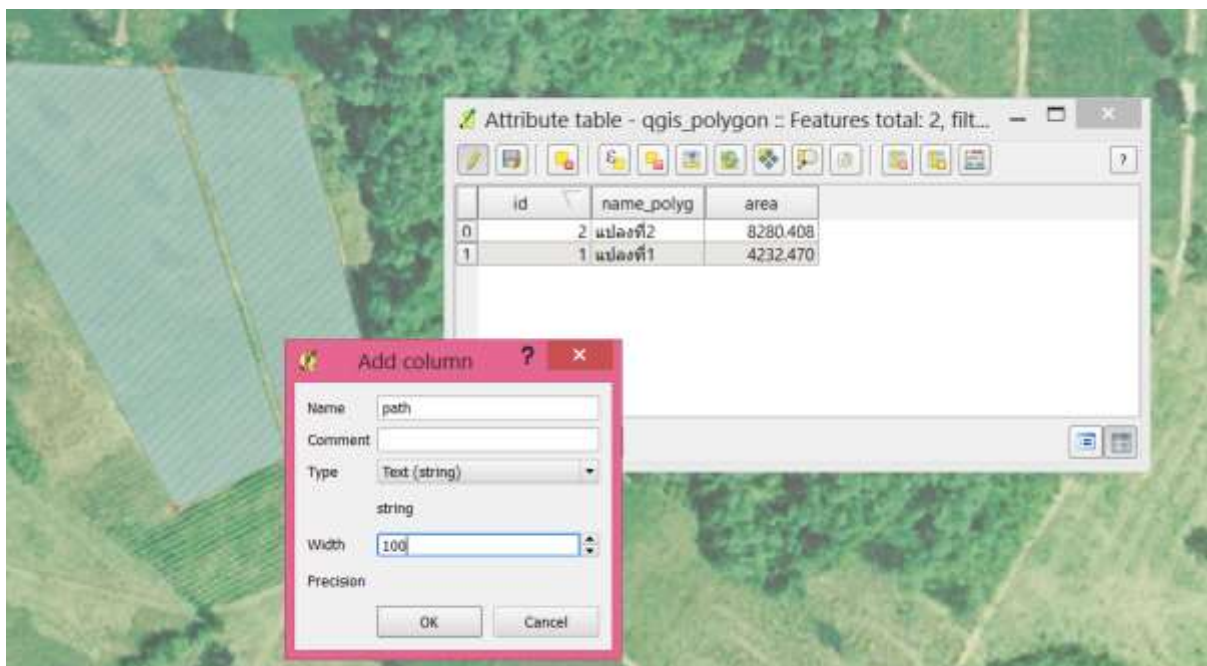 Attribute table - qgis_polygon :: Features total: 2, filt...
?
id name_polyg area
0 2 แปลงที่2 8280.408
1 1 แปลงที่1 4232.470
Add column ?
Name path
Comment
Type Text (string)
string
Width 100
Precision
OK Cancel